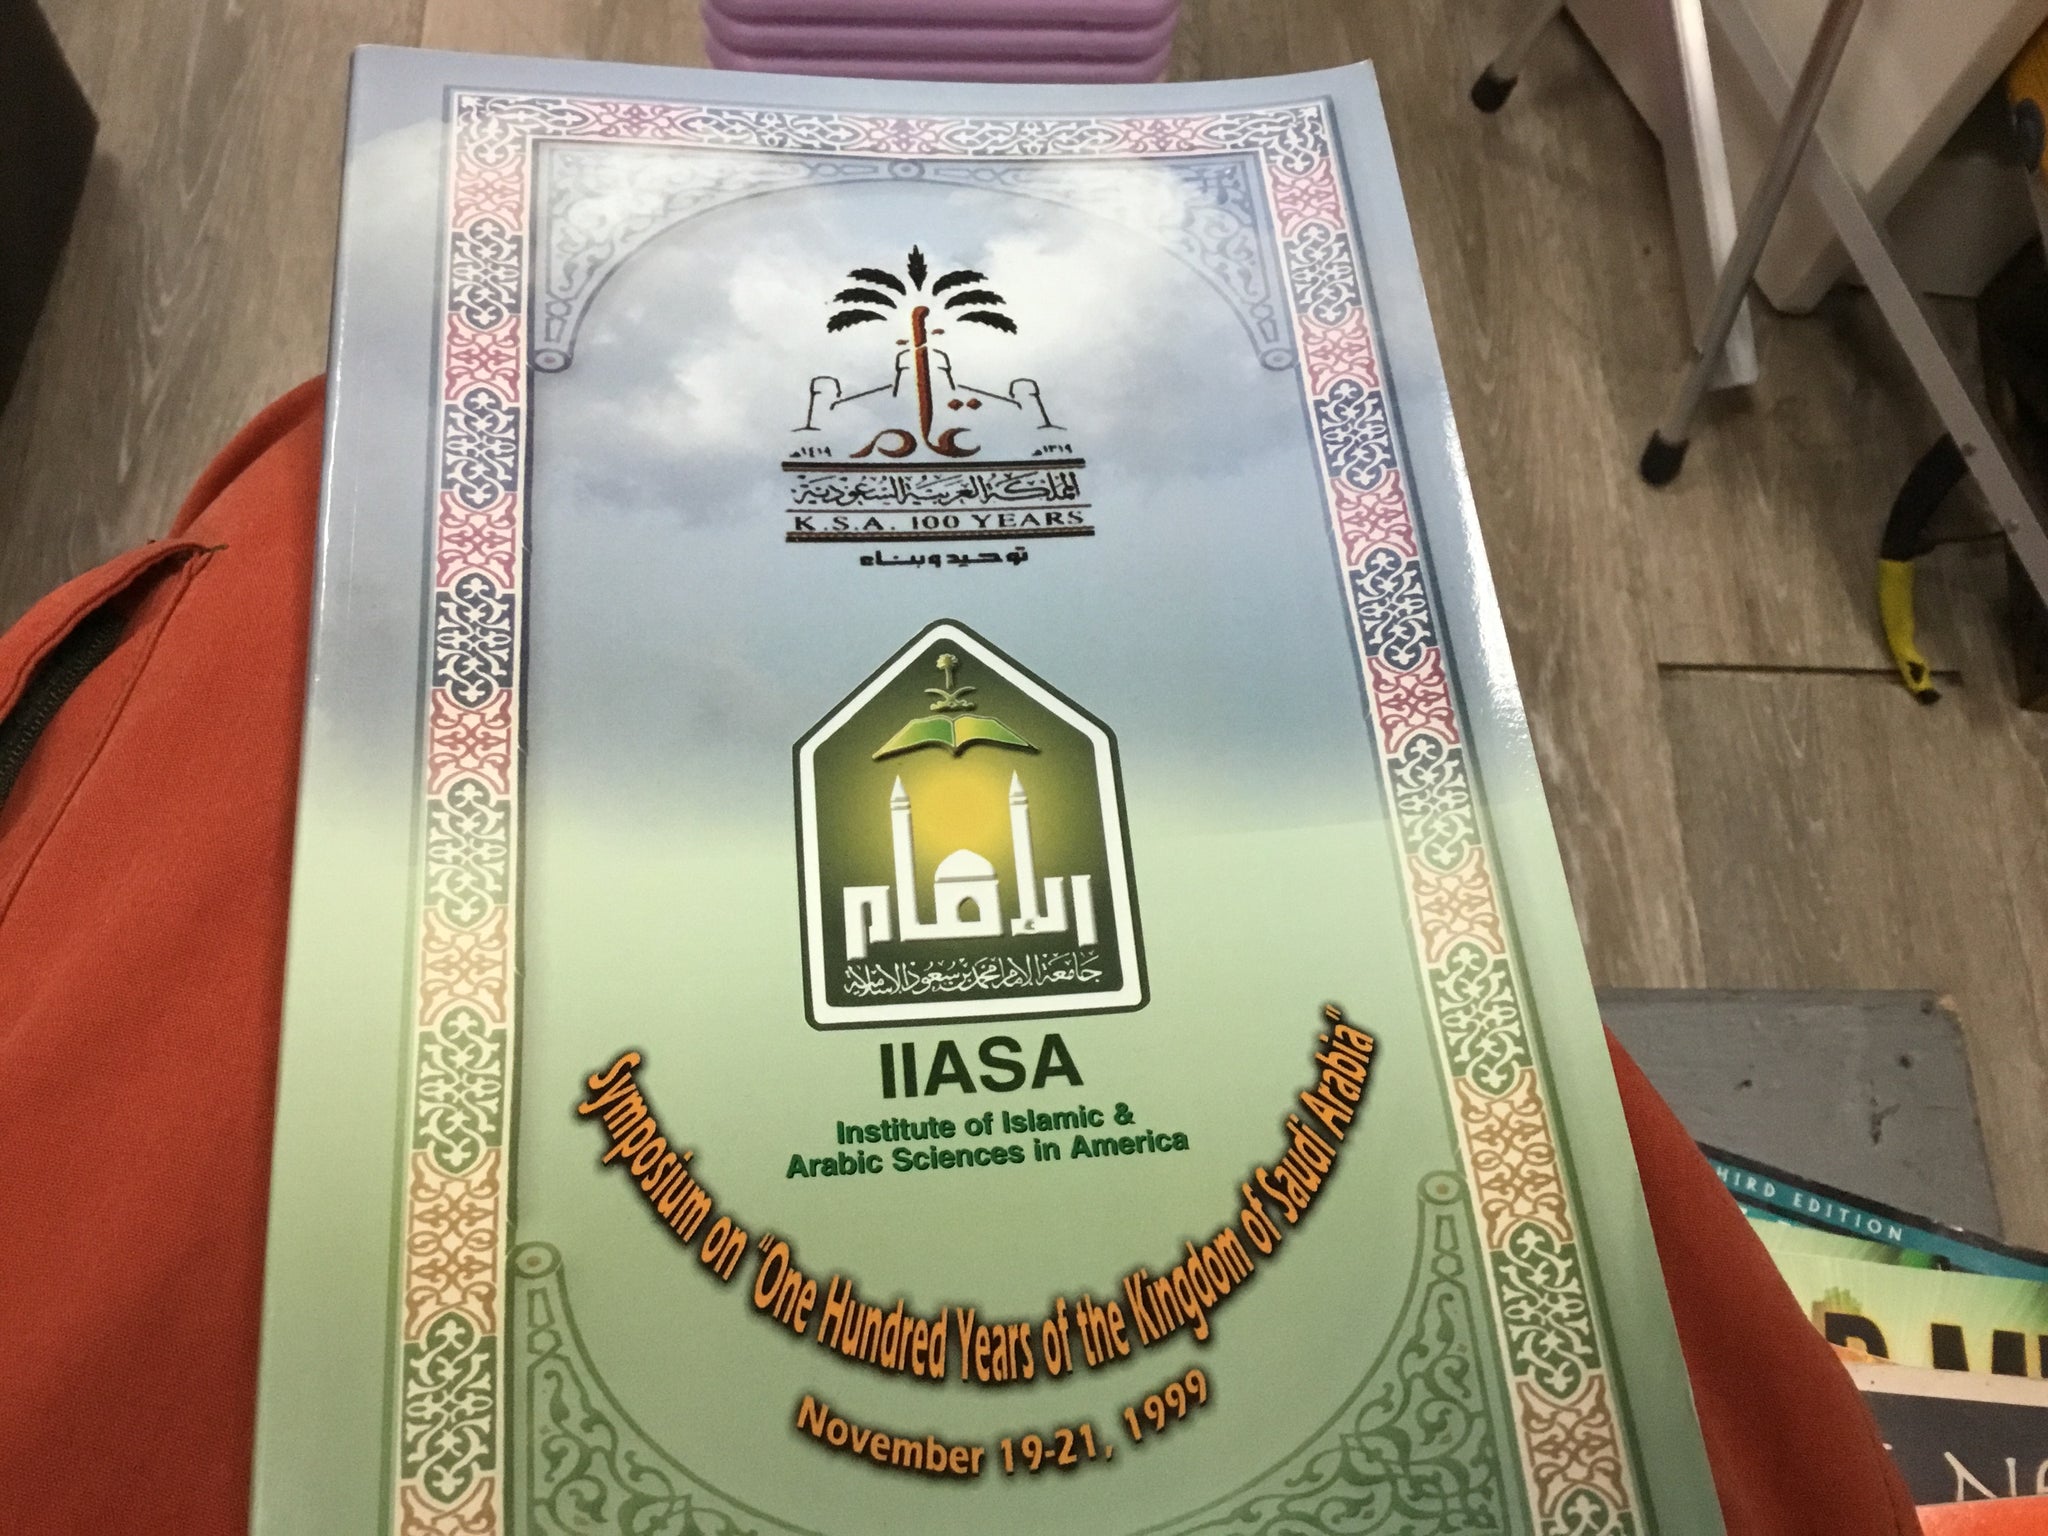 مائة عام
١٣١٩هـ ١٤١٩هـ
المملكة العربية السعودية
K.S.A. 100 YEARS
توحيد وبناء
الإمام
جامعة الإمام محمد بن سعود الإسلامية
IIASA
Institute of Islamic &
Arabic Sciences in America
Symposium on "One Hundred Years of the Kingdom of Saudi Arabia"
November 19-21, 1999
HIRD EDITION